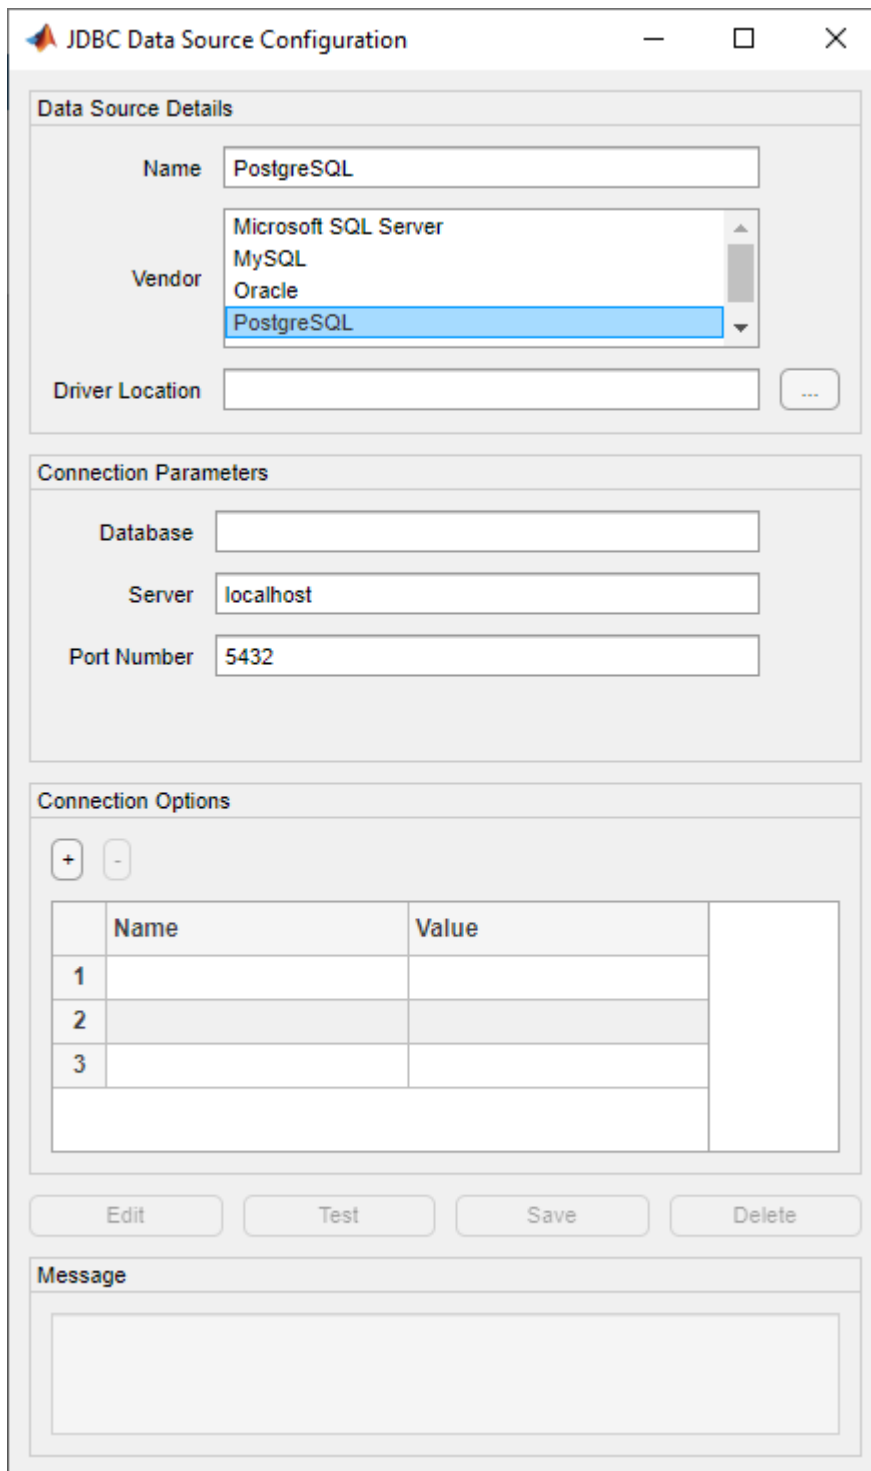 JDBC Data Source Configuration
Data Source Details
Name PostgreSQL
Vendor
Microsoft SQL Server
MySQL
Oracle
PostgreSQL
Driver Location
...
Connection Parameters
Database
Server localhost
Port Number 5432
Connection Options
+ -
Name Value
1
2
3
Edit Test Save Delete
Message